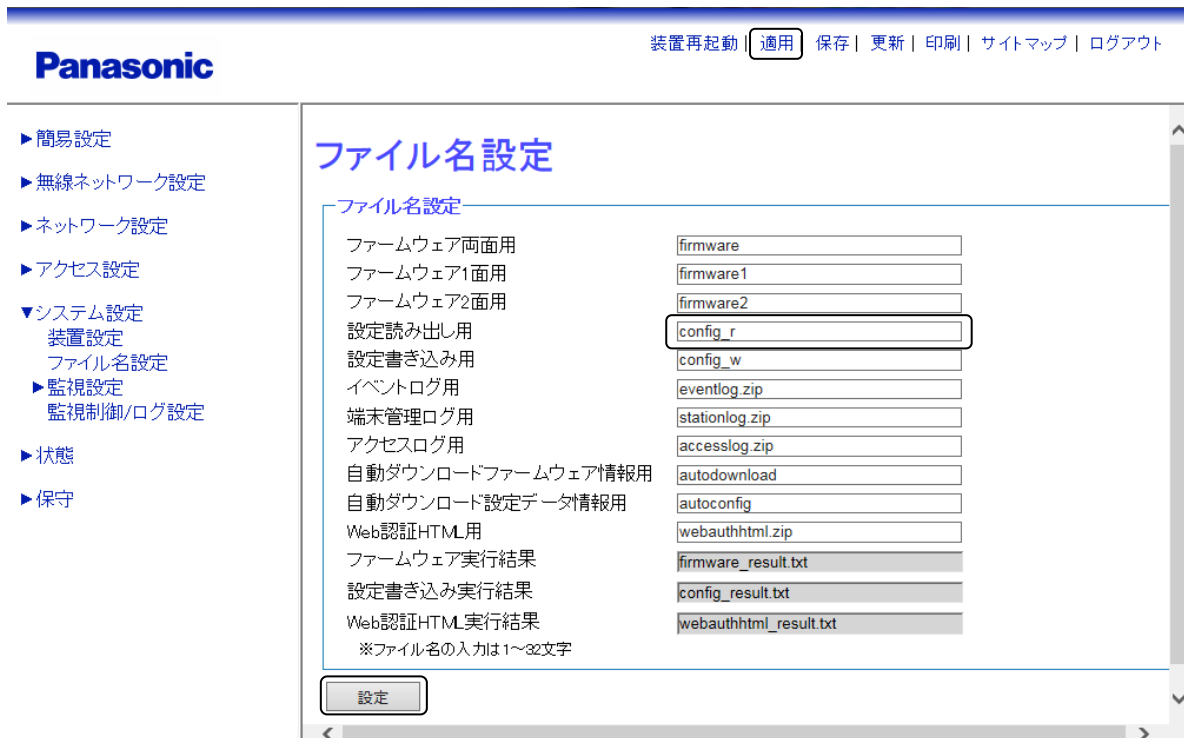 装置再起動 | 適用 | 保存 | 更新 | 印刷 | サイトマップ | ログアウト
Panasonic
▶簡易設定
▶無線ネットワーク設定
▶ネットワーク設定
▶アクセス設定
▼システム設定
装置設定
ファイル名設定
▶監視設定
監視制御/ログ設定
▶状態
▶保守
ファイル名設定
ファイル名設定
ファームウェア両面用 firmware
ファームウェア1面用 firmware1
ファームウェア2面用 firmware2
設定読み出し用 config_r
設定書き込み用 config_w
イベントログ用 eventlog.zip
端末管理ログ用 stationlog.zip
アクセスログ用 accesslog.zip
自動ダウンロードファームウェア情報用 autodownload
自動ダウンロード設定データ情報用 autoconfig
Web認証HTML用 webauthhtml.zip
ファームウェア実行結果 firmware_result.txt
設定書き込み実行結果 config_result.txt
Web認証HTML実行結果 webauthhtml_result.txt
※ファイル名の入力は1～32文字
設定